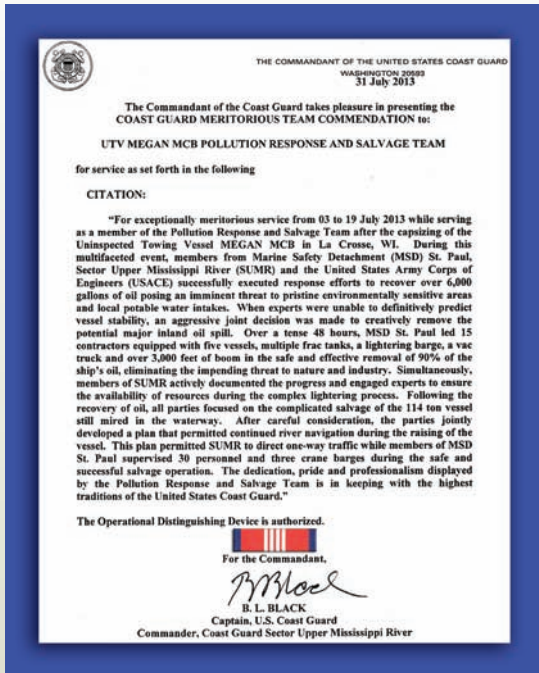 THE COMMANDANT OF THE UNITED STATES COAST GUARD
WASHINGTON 20593
31 July 2013
The Commandant of the Coast Guard takes pleasure in presenting the
COAST GUARD MERITORIOUS TEAM COMMENDATION to:
UTV MEGAN MCB POLLUTION RESPONSE AND SALVAGE TEAM
for service as set forth in the following
CITATION:
"For exceptionally meritorious service from 03 to 19 July 2013 while serving
as a member of the Pollution Response and Salvage Team after the capsizing of the
Uninspected Towing Vessel MEGAN MCB in La Crosse, WI. During this
multifaceted event, members from Marine Safety Detachment (MSD) St. Paul,
Sector Upper Mississippi River (SUMR) and the United States Army Corps of
Engineers (USACE) successfully executed response efforts to recover over 6,000
gallons of oil posing an imminent threat to pristine environmentally sensitive areas
and local potable water intakes. When experts were unable to definitively predict
vessel stability, an aggressive joint decision was made to creatively remove the
potential major inland oil spill. Over a tense 48 hours, MSD St. Paul led 15
contractors equipped with five vessels, multiple frac tanks, a lightering barge, a vac
truck and over 3,000 feet of boom in the safe and effective removal of 90% of the
ship's oil, eliminating the impending threat to nature and industry. Simultaneously,
members of SUMR actively documented the progress and engaged experts to ensure
the availability of resources during the complex lightering process. Following the
recovery of oil, all parties focused on the complicated salvage of the 114 ton vessel
still mired in the waterway. After careful consideration, the parties jointly
developed a plan that permitted continued river navigation during the raising of the
vessel. This plan permitted SUMR to direct one-way traffic while members of MSD
St. Paul supervised 30 personnel and three crane barges during the safe and
successful salvage operation. The dedication, pride and professionalism displayed
by the Pollution Response and Salvage Team is in keeping with the highest
traditions of the United States Coast Guard."
The Operational Distinguishing Device is authorized.
For the Commandant,
B. L. BLACK
Captain, U.S. Coast Guard
Commander, Coast Guard Sector Upper Mississippi River